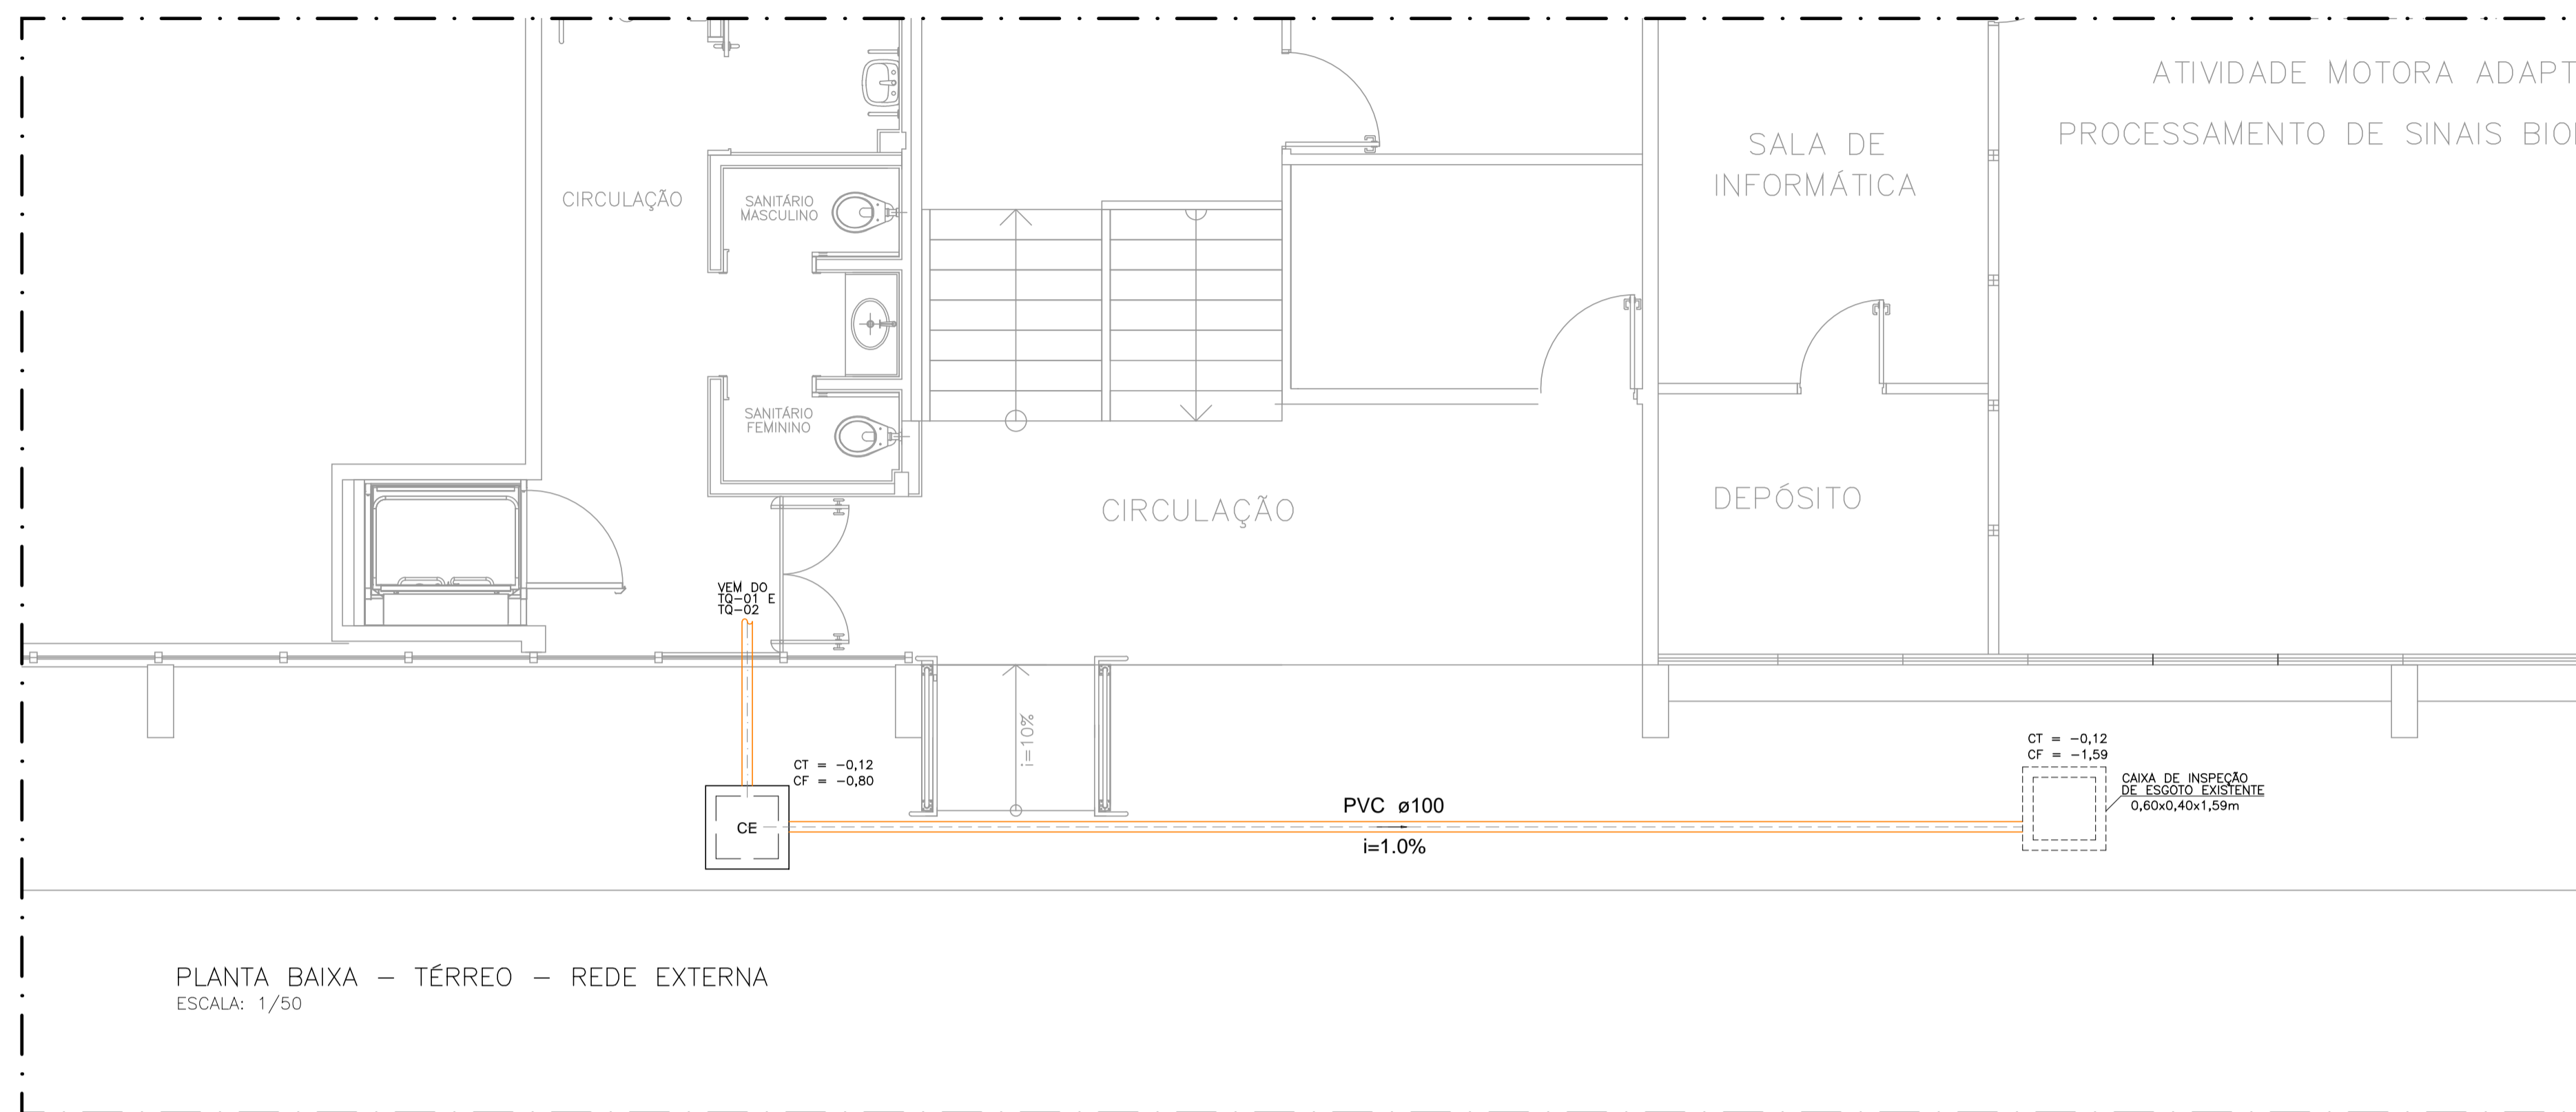 ATIVIDADE MOTORA ADAPT
PROCESSAMENTO DE SINAIS BIO
SALA DE
INFORMÁTICA
CIRCULAÇÃO
SANITÁRIO
MASCULINO
SANITÁRIO
FEMININO
CIRCULAÇÃO
DEPÓSITO
VEM DO
TQ-01 E
TQ-02
i=10%
CT = -0,12
CF = -0,80
CT = -0,12
CF = -1,59
CAIXA DE INSPEÇÃO
DE ESGOTO EXISTENTE
0,60x0,40x1,59m
PVC ø100
CE
i=1.0%
PLANTA BAIXA - TÉRREO - REDE EXTERNA
ESCALA: 1/50